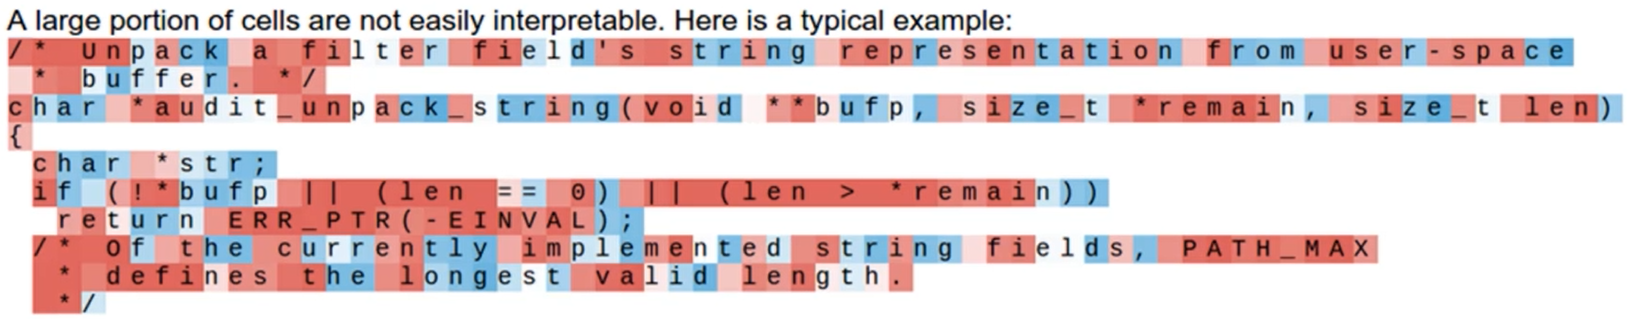 A large portion of cells are not easily interpretable. Here is a typical example:
/* Unpack a filter field's string representation from user-space
 * buffer. */
char *audit_unpack_string(void **bufp, size_t *remain, size_t len)
{
 char *str;
 if (!*bufp || (len == 0) || (len > *remain))
  return ERR_PTR(-EINVAL);
 /* Of the currently implemented string fields, PATH_MAX
  * defines the longest valid length.
  */